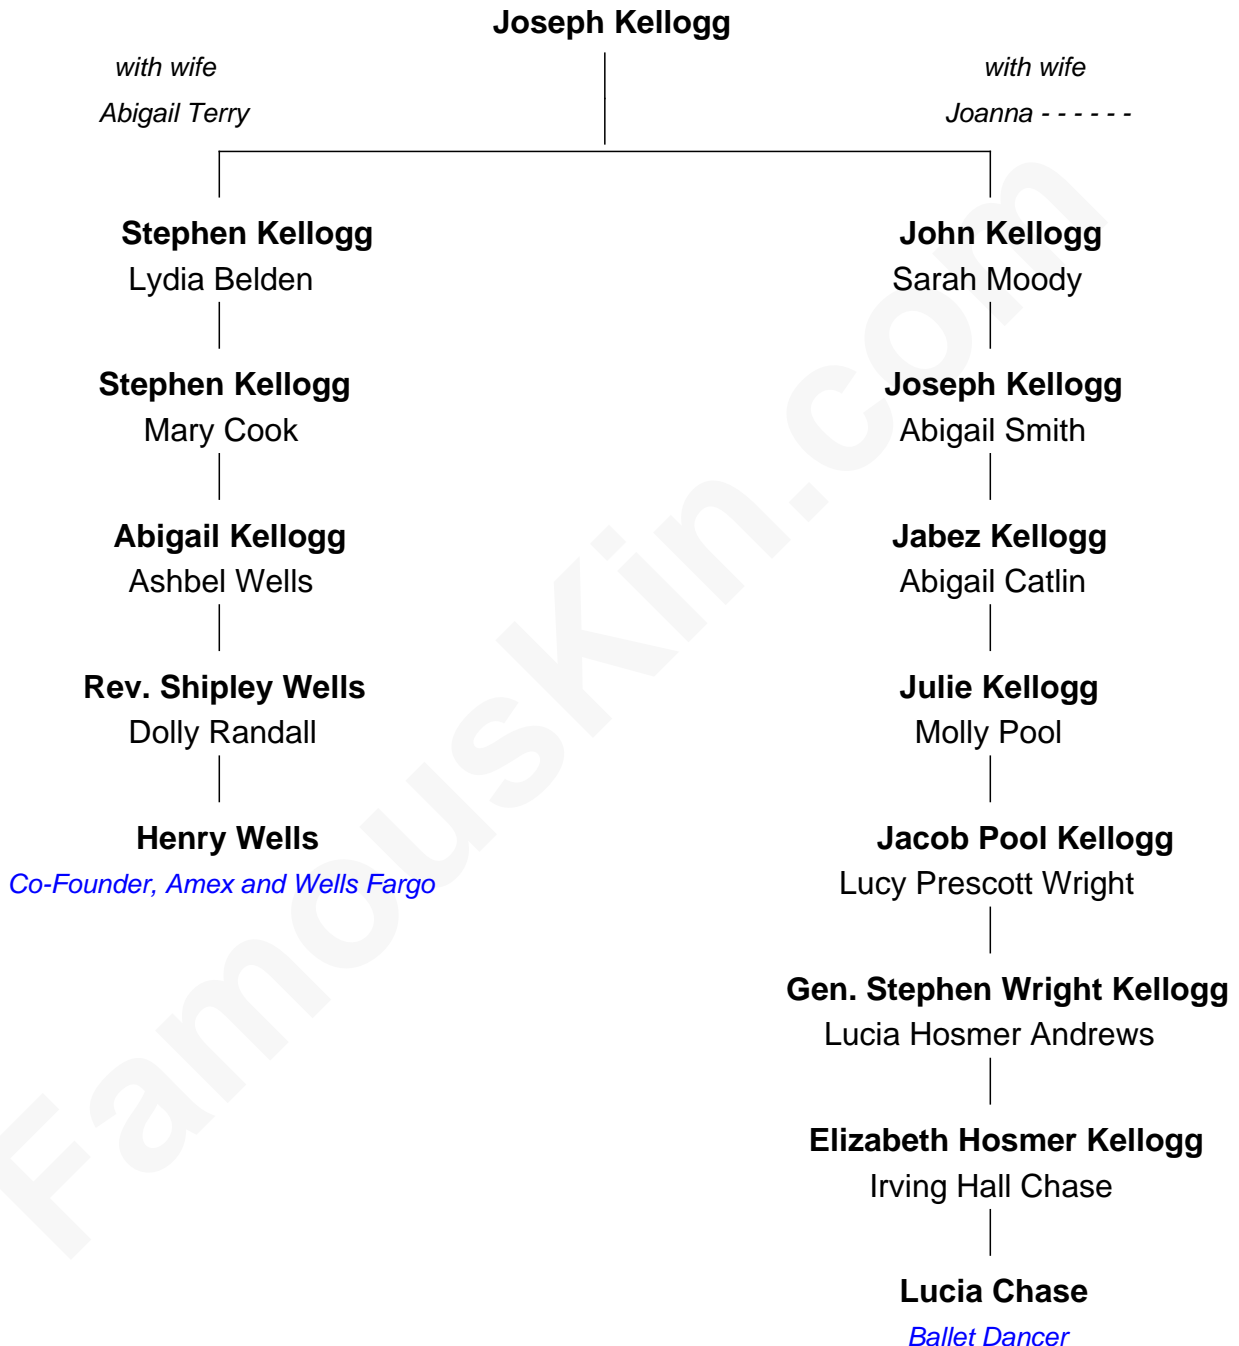 Joseph Kellogg
with wife
Abigail Terry
with wife
Joanna - - - - - -
Stephen Kellogg
Lydia Belden
John Kellogg
Sarah Moody
Stephen Kellogg
Mary Cook
Joseph Kellogg
Abigail Smith
Abigail Kellogg
Ashbel Wells
Jabez Kellogg
Abigail Catlin
Rev. Shipley Wells
Dolly Randall
Julie Kellogg
Molly Pool
Henry Wells
Co-Founder, Amex and Wells Fargo
Jacob Pool Kellogg
Lucy Prescott Wright
Gen. Stephen Wright Kellogg
Lucia Hosmer Andrews
Elizabeth Hosmer Kellogg
Irving Hall Chase
Lucia Chase
Ballet Dancer
FamousKin.com